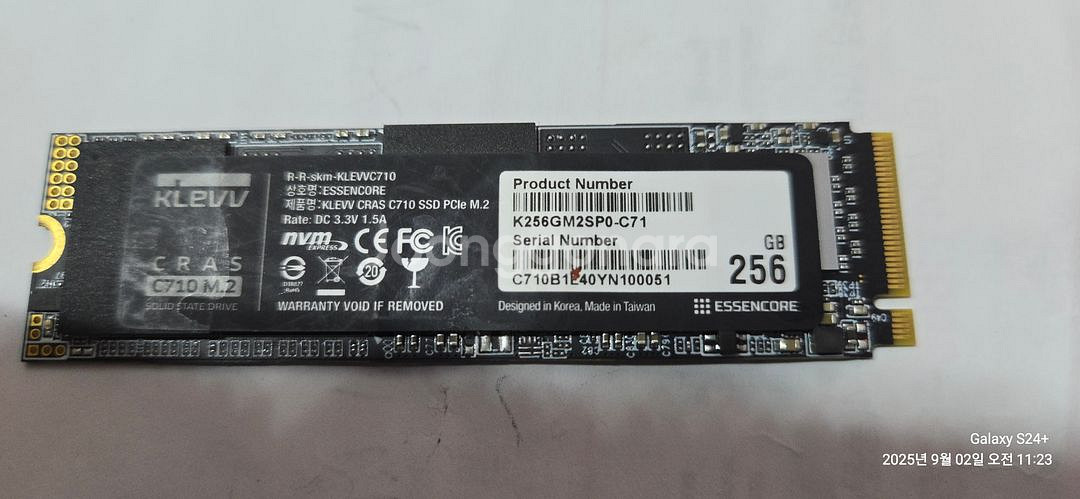 KLEVV
CRAS
C710 M.2
SOLID STATE DRIVE
R-R-skm-KLEVVC710
상호명:ESSENCORE
제품명:KLEVV CRAS C710 SSD PCIe M.2
Rate: DC 3.3V 1.5A
nvm
EXPRESS
CE FC
D33B77
20
WARRANTY VOID IF REMOVED
Product Number
K256GM2SP0-C71
Serial Number
C710B1E40YN100051
GB
256
Designed in Korea. Made in Taiwan
ESSENCORE
C49
Galaxy S24+
2025년 9월 02일 오전 11:23